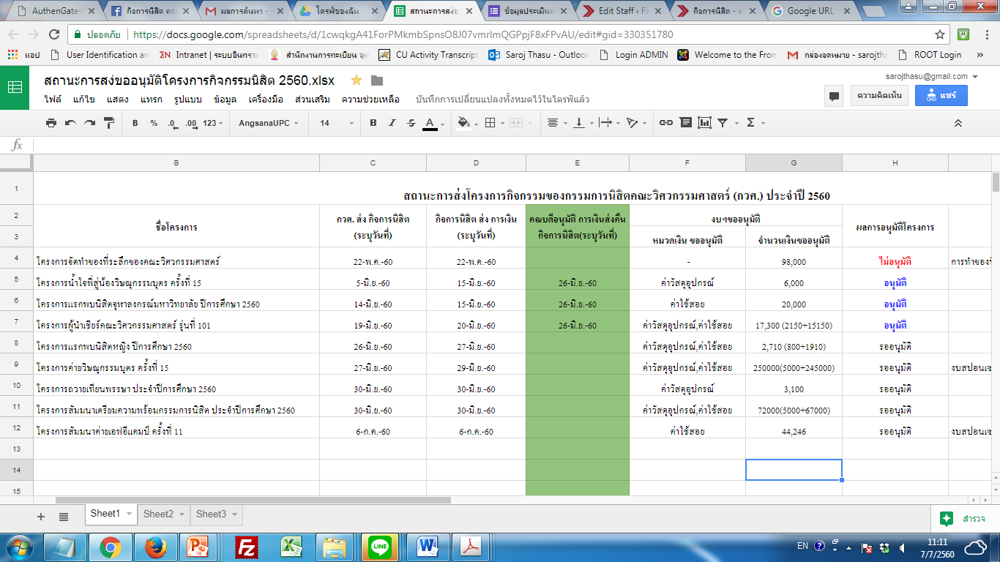 AuthenGatew
กิจการนิสิต คณ
ผลการค้นหา -
ไดรฟ์ของฉัน -
สถานะการส่งข
ข้อมูลประเมินค
Edit Staff ‹ Fa
กิจการนิสิต - ค
Google URL
ปลอดภัย https://docs.google.com/spreadsheets/d/1cwqkgA41ForPMkmbSpnsO8J07vmrImQGPpjF8xFPvAU/edit#gid=330351780
แอป User Identification an Intranet | ระบบอินทราเ สำนักงานการทะเบียน จุฬ CU Activity Transcript Saroj Thasu - Outlook Login ADMIN Welcome to the Fron กล่องจดหมาย - sarojtha ROOT Login »
สถานะการส่งขออนุมัติโครงการกิจกรรมนิสิต 2560.xlsx
sarojthasu@gmail.com
ไฟล์ แก้ไข แสดง แทรก รูปแบบ ข้อมูล เครื่องมือ ส่วนเสริม ความช่วยเหลือ บันทึกการเปลี่ยนแปลงทั้งหมดไว้ในไดรฟ์แล้ว
ความคิดเห็น แชร์
B % .0 .00 123 AngsanaUPC 14 B I S A Σ
fx
B C D E F G H
1 สถานะการส่งโครงการกิจกรรมของกรรมการนิสิตคณะวิศวกรรมศาสตร์ (กวศ.) ประจำปี 2560
2 ชื่อโครงการ กวศ. ส่ง กิจการนิสิต กิจการนิสิต ส่ง การเงิน คณบดีอนุมัติ การเงินส่งคืน งบฯขออนุมัติ ผลการอนุมัติโครงการ
3 (ระบุวันที่) (ระบุวันที่) กิจการนิสิต(ระบุวันที่) หมวดเงิน ขออนุมัติ จำนวนเงินขออนุมัติ
4 โครงการจัดทำของที่ระลึกของคณะวิศวกรรมศาสตร์ 22-พ.ค.-60 22-พ.ค.-60 - 98,000 ไม่อนุมัติ การทำของที
5 โครงการน้ำใจพี่สู่น้องวิษณุกรรมบุตร ครั้งที่ 15 5-มิ.ย.-60 15-มิ.ย.-60 26-มิ.ย.-60 ค่าวัสดุอุปกรณ์ 6,000 อนุมัติ
6 โครงการแรกพบนิสิตจุฬาลงกรณ์มหาวิทยาลัย ปีการศึกษา 2560 14-มิ.ย.-60 15-มิ.ย.-60 26-มิ.ย.-60 ค่าใช้สอย 20,000 อนุมัติ
7 โครงการผู้นำเชียร์คณะวิศวกรรมศาสตร์ รุ่นที่ 101 19-มิ.ย.-60 20-มิ.ย.-60 26-มิ.ย.-60 ค่าวัสดุอุปกรณ์,ค่าใช้สอย 17,300 (2150+15150) อนุมัติ
8 โครงการแรกพบนิสิตหญิง ปีการศึกษา 2560 26-มิ.ย.-60 27-มิ.ย.-60 ค่าวัสดุอุปกรณ์,ค่าใช้สอย 2,710 (800+1910) รออนุมัติ
9 โครงการค่ายวิษณุกรรมบุตร ครั้งที่ 15 27-มิ.ย.-60 29-มิ.ย.-60 ค่าวัสดุอุปกรณ์,ค่าใช้สอย 250000(5000+245000) รออนุมัติ งบสปอนเซ
10 โครงการถวายเทียนพรรษา ประจำปีการศึกษา 2560 30-มิ.ย.-60 30-มิ.ย.-60 ค่าวัสดุอุปกรณ์ 3,100 รออนุมัติ
11 โครงการสัมมนาเตรียมความพร้อมกรรมการนิสิต ประจำปีการศึกษา 2560 30-มิ.ย.-60 30-มิ.ย.-60 ค่าวัสดุอุปกรณ์,ค่าใช้สอย 72000(5000+67000) รออนุมัติ
12 โครงการสัมมนาค่ายเอฟอีแคมป์ ครั้งที่ 11 6-ก.ค.-60 6-ก.ค.-60 ค่าใช้สอย 44,246 รออนุมัติ งบสปอนเซ
13
14
15
Sheet1 Sheet2 Sheet3 สำรวจ
EN 11:11
7/7/2560